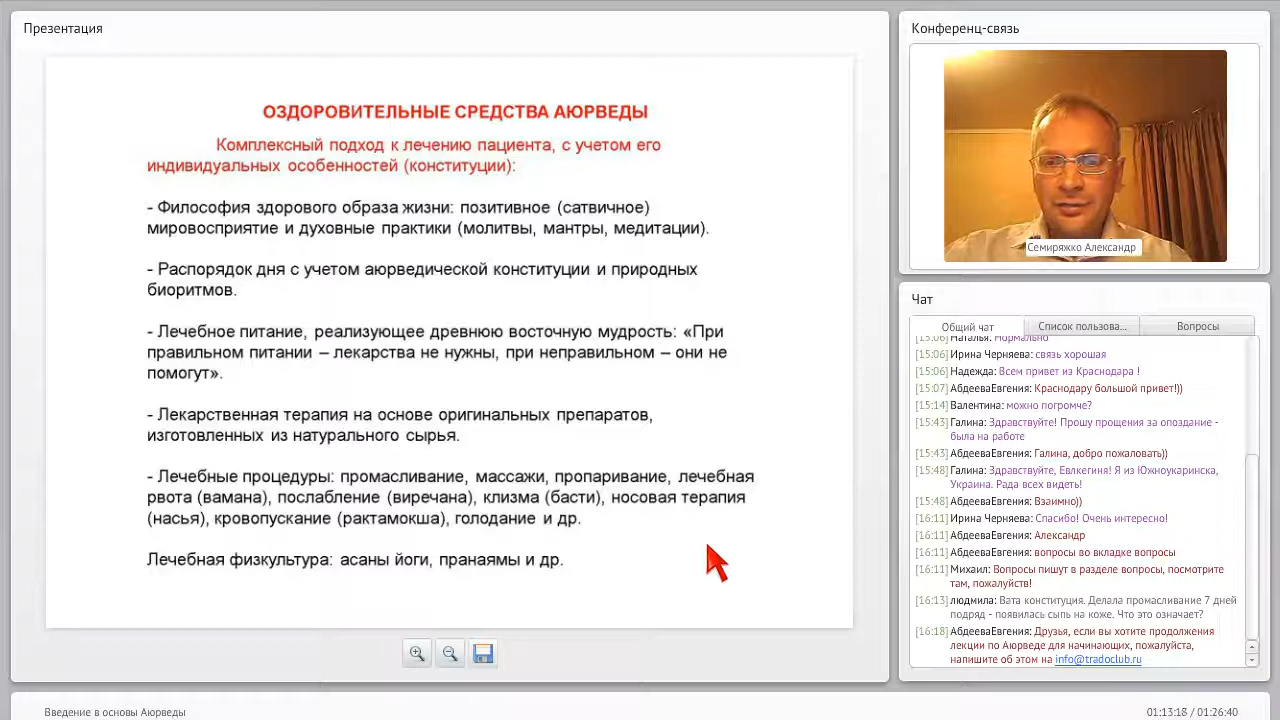 Презентация
ОЗДОРОВИТЕЛЬНЫЕ СРЕДСТВА АЮРВЕДЫ
Комплексный подход к лечению пациента, с учетом его
индивидуальных особенностей (конституции):
- Философия здорового образа жизни: позитивное (сатвичное)
мировосприятие и духовные практики (молитвы, мантры, медитации).
- Распорядок дня с учетом аюрведической конституции и природных
биоритмов.
- Лечебное питание, реализующее древнюю восточную мудрость: «При
правильном питании – лекарства не нужны, при неправильном – они не
помогут».
- Лекарственная терапия на основе оригинальных препаратов,
изготовленных из натурального сырья.
- Лечебные процедуры: промасливание, массажи, пропаривание, лечебная
рвота (вамана), послабление (виречана), клизма (басти), носовая терапия
(насья), кровопускание (рактамокша), голодание и др.
Лечебная физкультура: асаны йоги, пранаямы и др.
Конференц-связь
Семиряжко Александр
Чат
Общий чат
Список пользова...
Вопросы
[15:06] Наталья: Нормально
[15:06] Ирина Черняева: связь хорошая
[15:06] Надежда: Всем привет из Краснодара !
[15:07] АбдееваЕвгения: Краснодару большой привет!))
[15:14] Валентина: можно погромче?
[15:43] Галина: Здравствуйте! Прошу прощения за опоздание -
была на работе
[15:43] АбдееваЕвгения: Галина, добро пожаловать))
[15:48] Галина: Здравствуйте, Евлкегиня! Я из Южноукаринска,
Украина. Рада всех видеть!
[15:48] АбдееваЕвгения: Взаимно))
[16:11] Ирина Черняева: Спасибо! Очень интересно!
[16:11] АбдееваЕвгения: Александр
[16:11] АбдееваЕвгения: вопросы во вкладке вопросы
[16:11] Михаил: Вопросы пишут в разделе вопросы, посмотрите
там, пожалуйств!
[16:13] людмила: Вата конституция. Делала промасливание 7 дней
подряд - появилась сыпь на коже. Что это означает?
[16:18] АбдееваЕвгения: Друзья, если вы хотите продолжения
лекции по Аюрведе для начинающих, пожалуйста,
напишите об этом на info@tradoclub.ru
Введение в основы Аюрведы
01:13:18 / 01:26:40